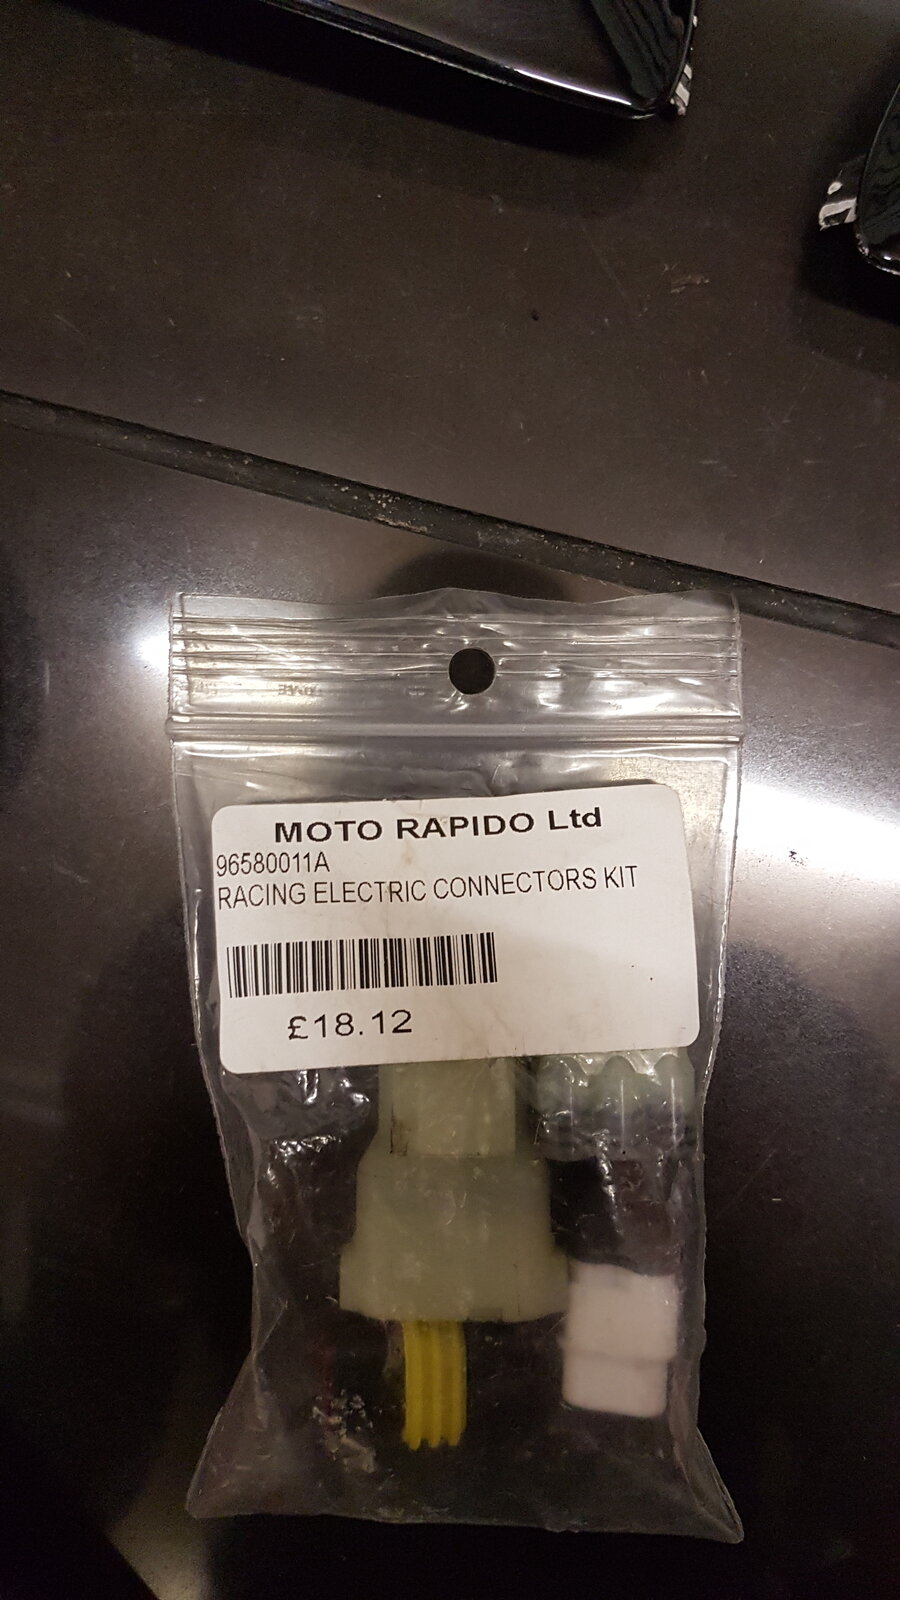 MOTO RAPIDO Ltd
96580011A
RACING ELECTRIC CONNECTORS KIT
£18.12